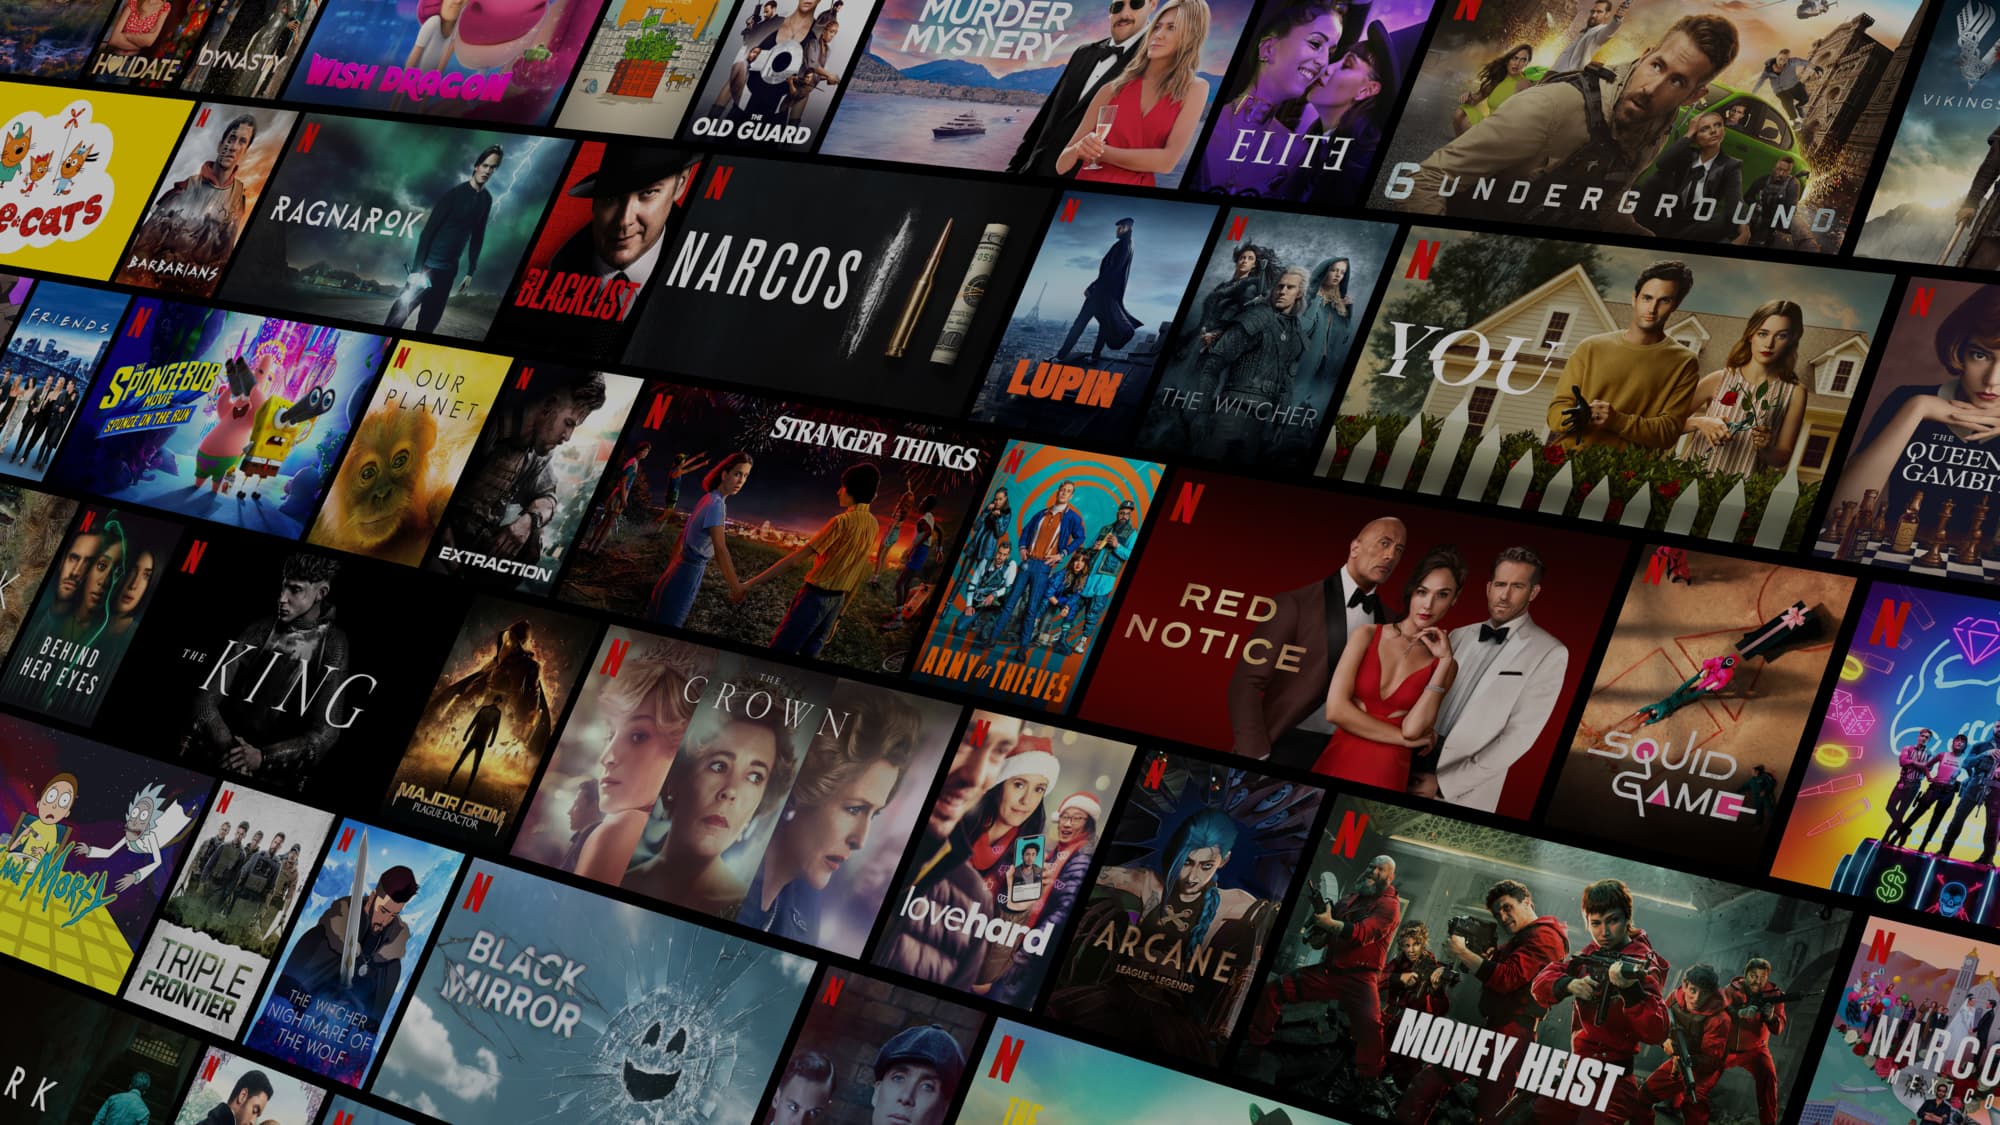 HOLIDATE
DYNASTY
WISH DRAGON
THE
OLD GUARD
MURDER
MYSTERY
ELITE
6 UNDERGROUND
VIKINGS
CATS
BARBARIANS
RAGNAROK
BLACKLIST
NARCOS
LUPIN
THE WITCHER
YOU
THE
QUEEN
GAMBIT
FRIENDS
THE
SPONGEBOB
MOVIE
SPONGE ON THE RUN
OUR
PLANET
EXTRACTION
STRANGER THINGS
ARMY OF THIEVES
RED
NOTICE
SQUID
GAME
BEHIND
HER EYES
THE KING
MAJOR GROM
PLAGUE DOCTOR
THE
CROWN
lovehard
ARCANE
LEAGUE of LEGENDS
MONEY HEIST
and Morty
TRIPLE
FRONTIER
THE WITCHER
NIGHTMARE OF
THE WOLF
BLACK
MIRROR
NARCO
MEXICO
RK
THE